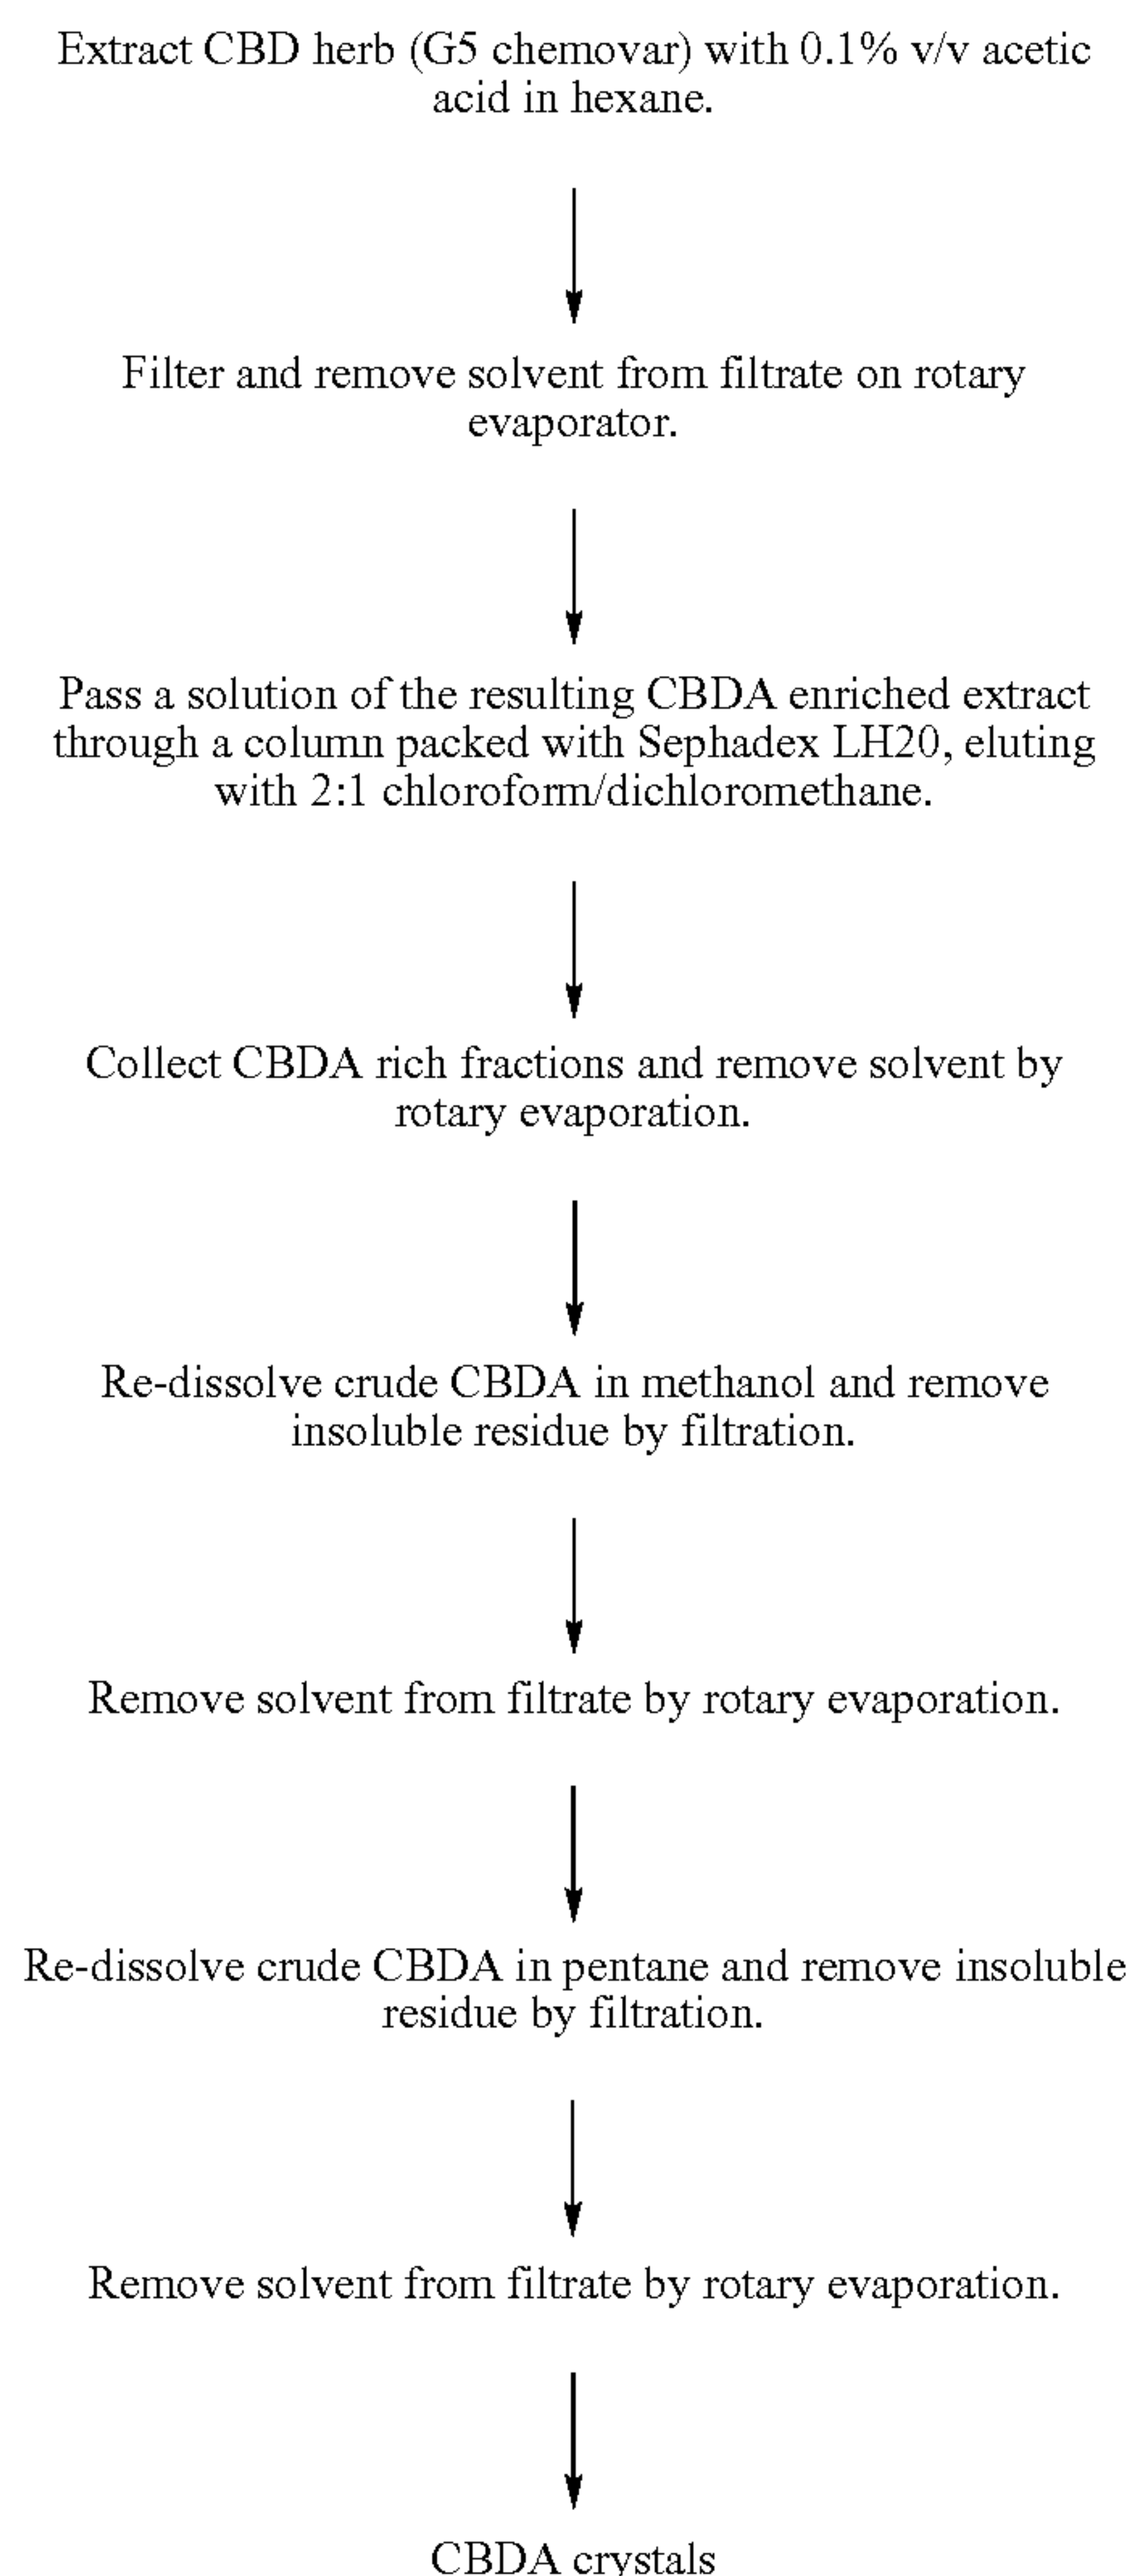 Extract CBD herb (G5 chemovar) with 0.1% v/v acetic
acid in hexane.
Filter and remove solvent from filtrate on rotary
evaporator.
Pass a solution of the resulting CBDA enriched extract
through a column packed with Sephadex LH20, eluting
with 2:1 chloroform/dichloromethane.
Collect CBDA rich fractions and remove solvent by
rotary evaporation.
Re-dissolve crude CBDA in methanol and remove
insoluble residue by filtration.
Remove solvent from filtrate by rotary evaporation.
Re-dissolve crude CBDA in pentane and remove insoluble
residue by filtration.
Remove solvent from filtrate by rotary evaporation.
CBDA crystals